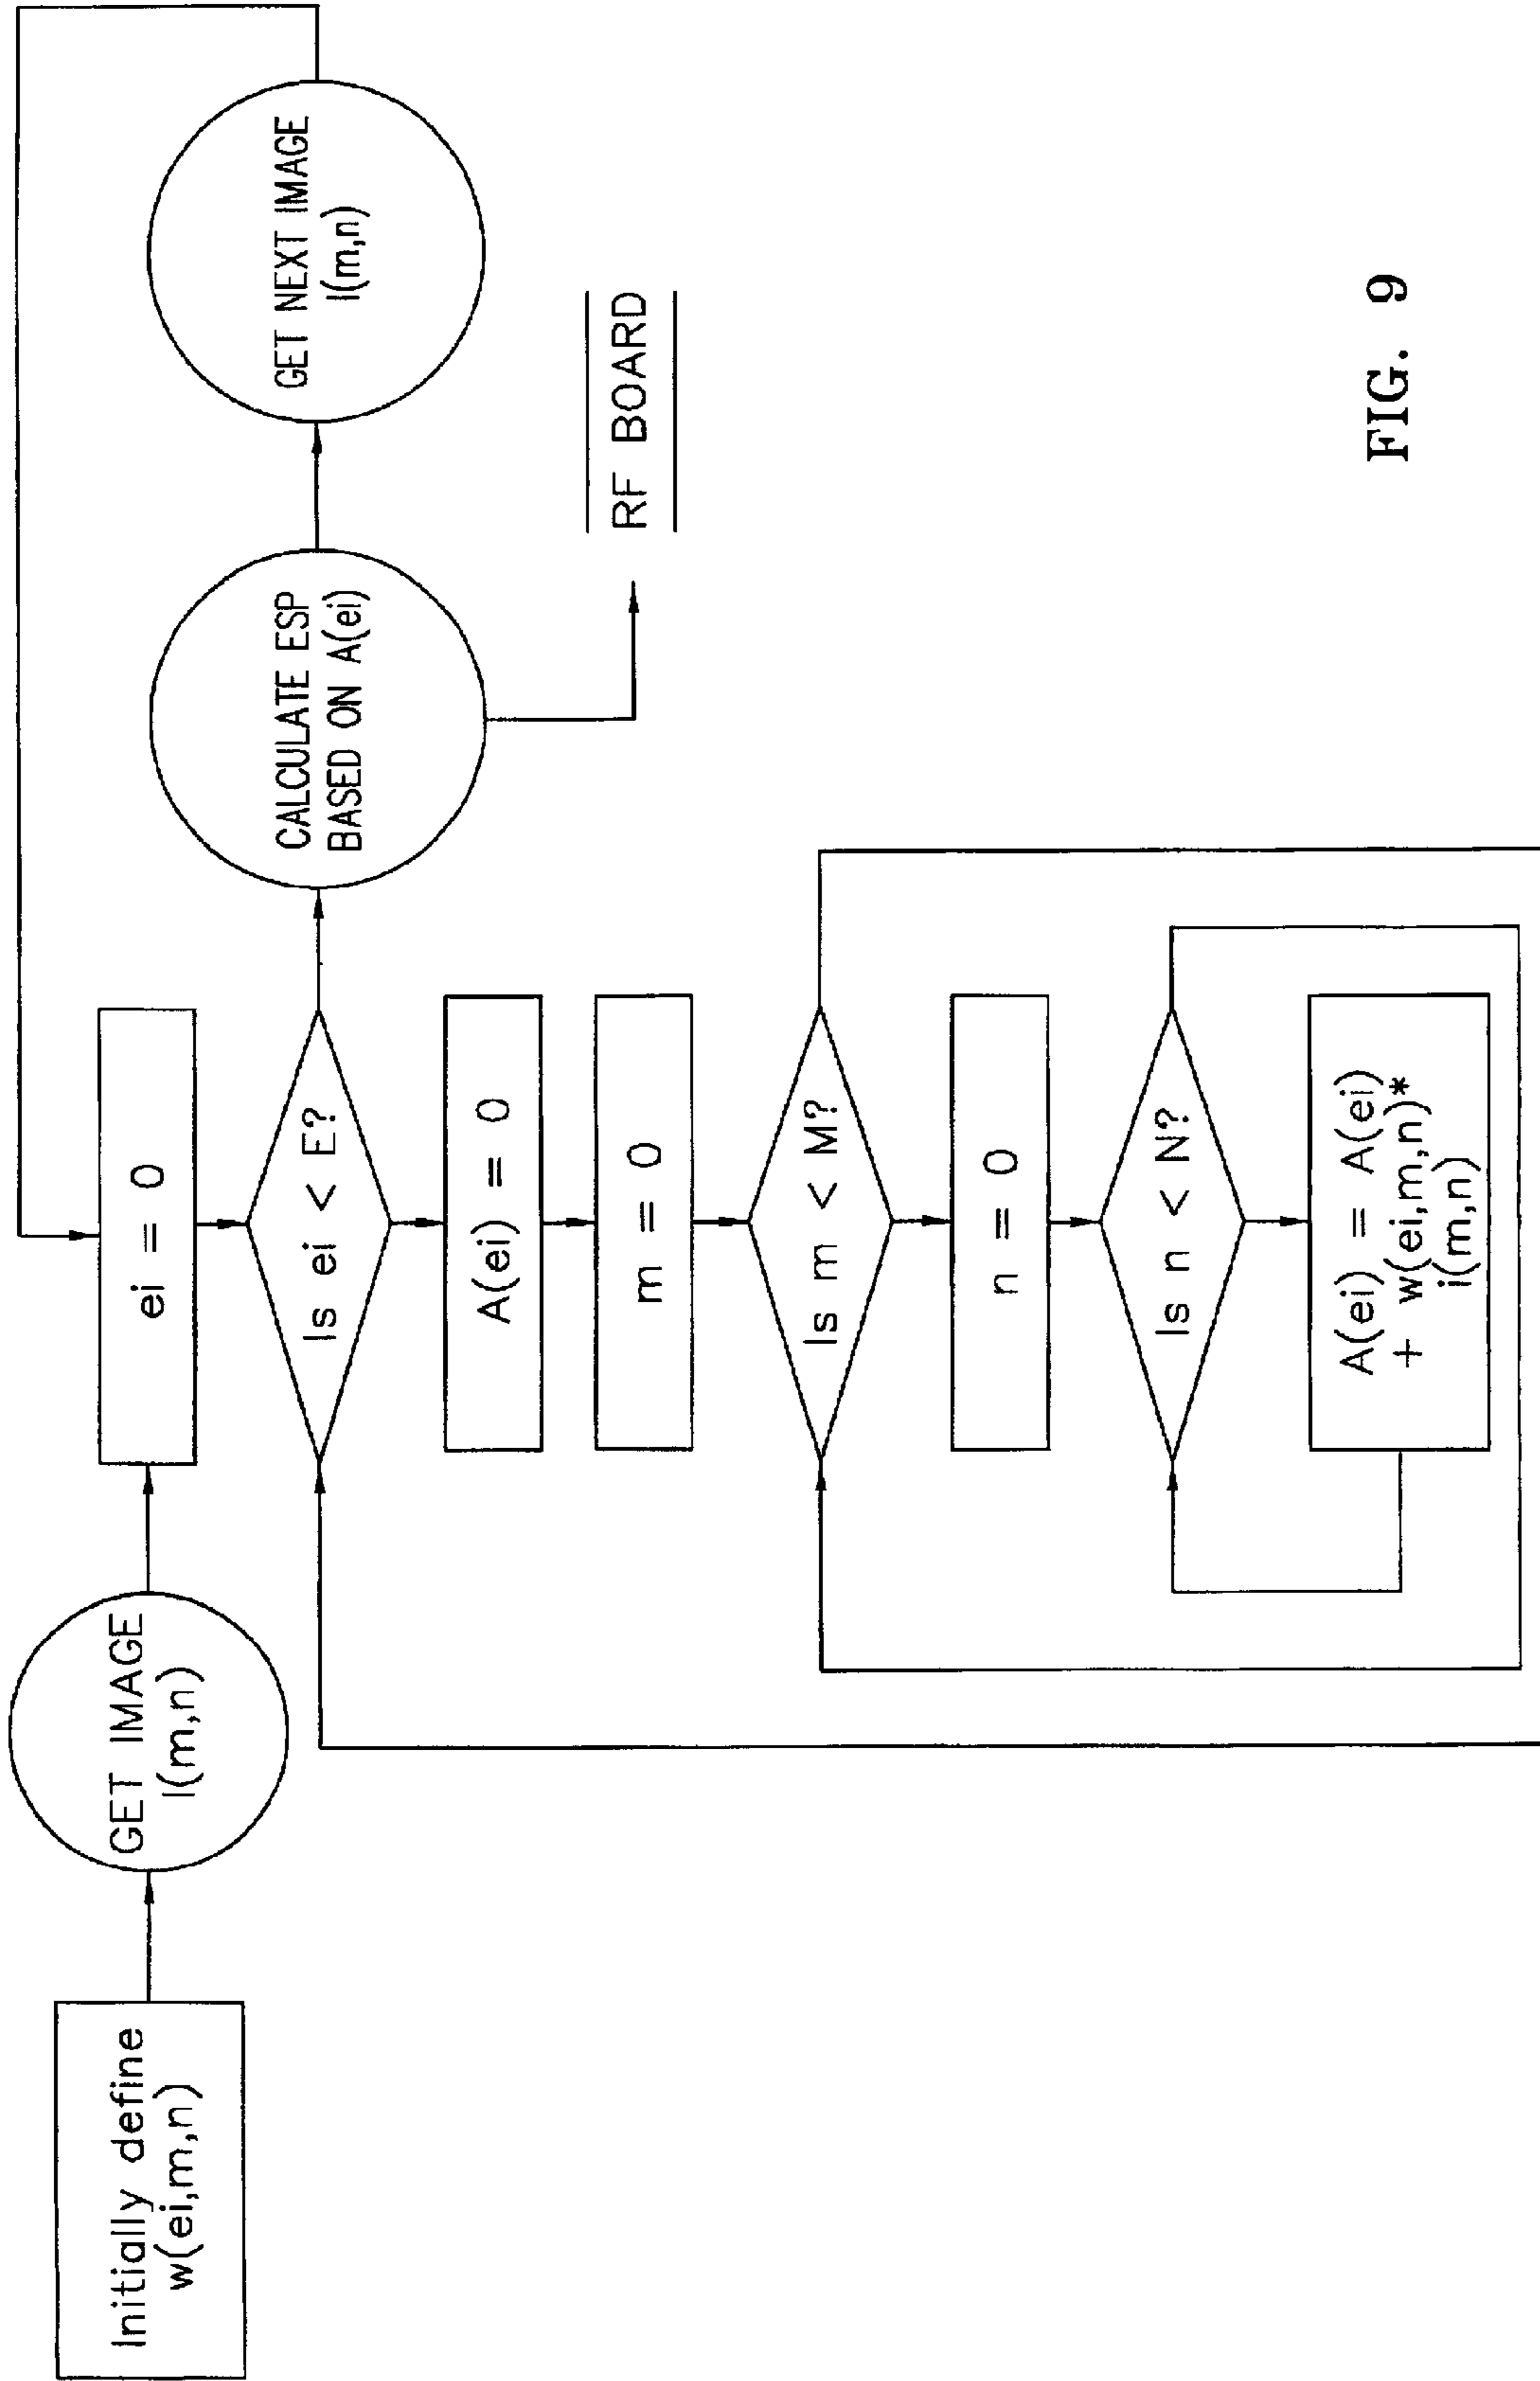 Initially define
w(ei,m,n)
GET IMAGE
I(m,n)
ei = 0
Is ei < E?
A(ei) = 0
m = 0
Is m < M?
n = 0
Is n < N?
A(ei) = A(ei)
+ w(ei,m,n)*
i(m,n)
CALCULATE ESP
BASED ON A(ei)
RF BOARD
GET NEXT IMAGE
I(m,n)
FIG. 9